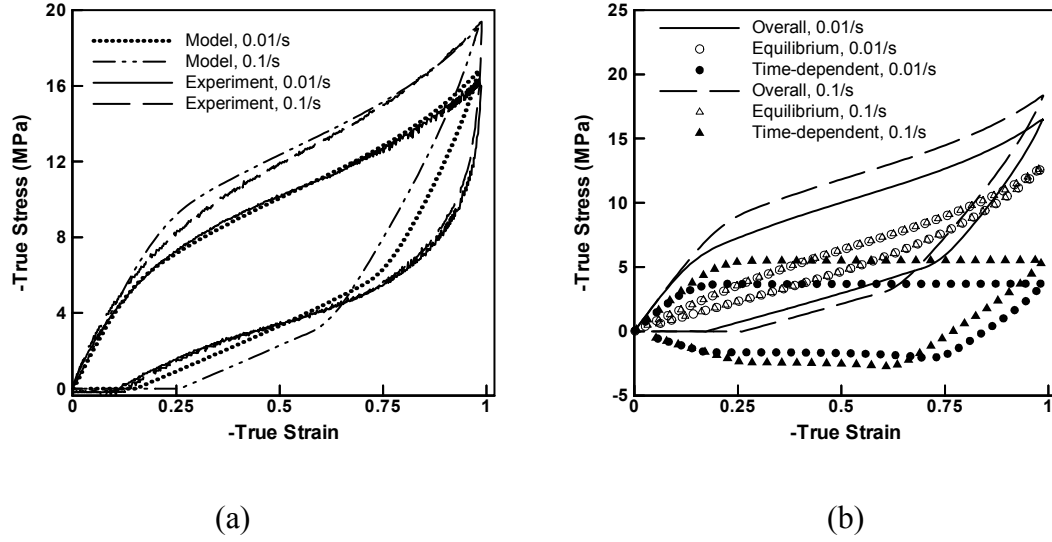 20
16
12
8
4
0
-True Stress (MPa)
Model, 0.01/s
Model, 0.1/s
Experiment, 0.01/s
Experiment, 0.1/s
0
0.25
0.5
0.75
1
-True Strain
(a)
25
20
15
10
5
0
-5
-True Stress (MPa)
Overall, 0.01/s
Equilibrium, 0.01/s
Time-dependent, 0.01/s
Overall, 0.1/s
Equilibrium, 0.1/s
Time-dependent, 0.1/s
0
0.25
0.5
0.75
1
-True Strain
(b)